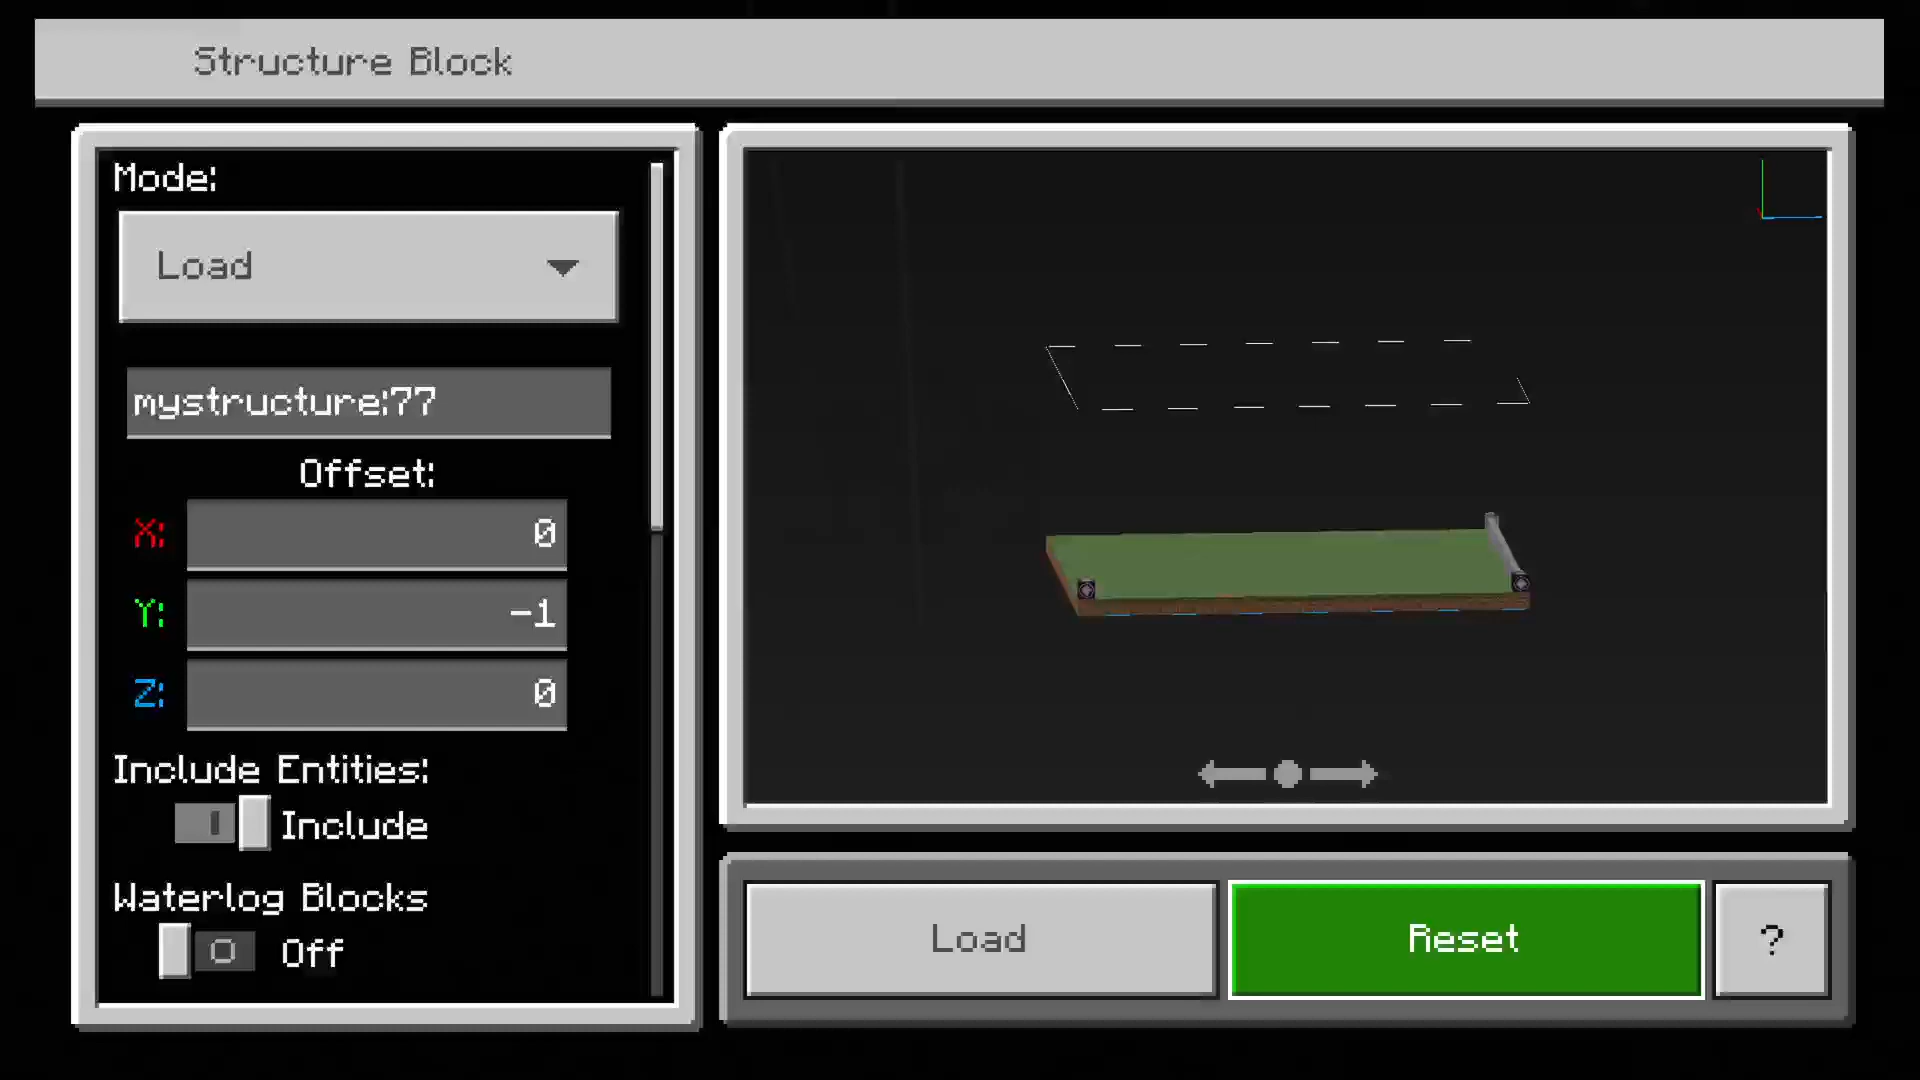 Structure Block
Mode:
Load
mystructure:77
Offset:
X: 0
Y: -1
Z: 0
Include Entities:
Include
Waterlog Blocks
Off
Load
Reset
?